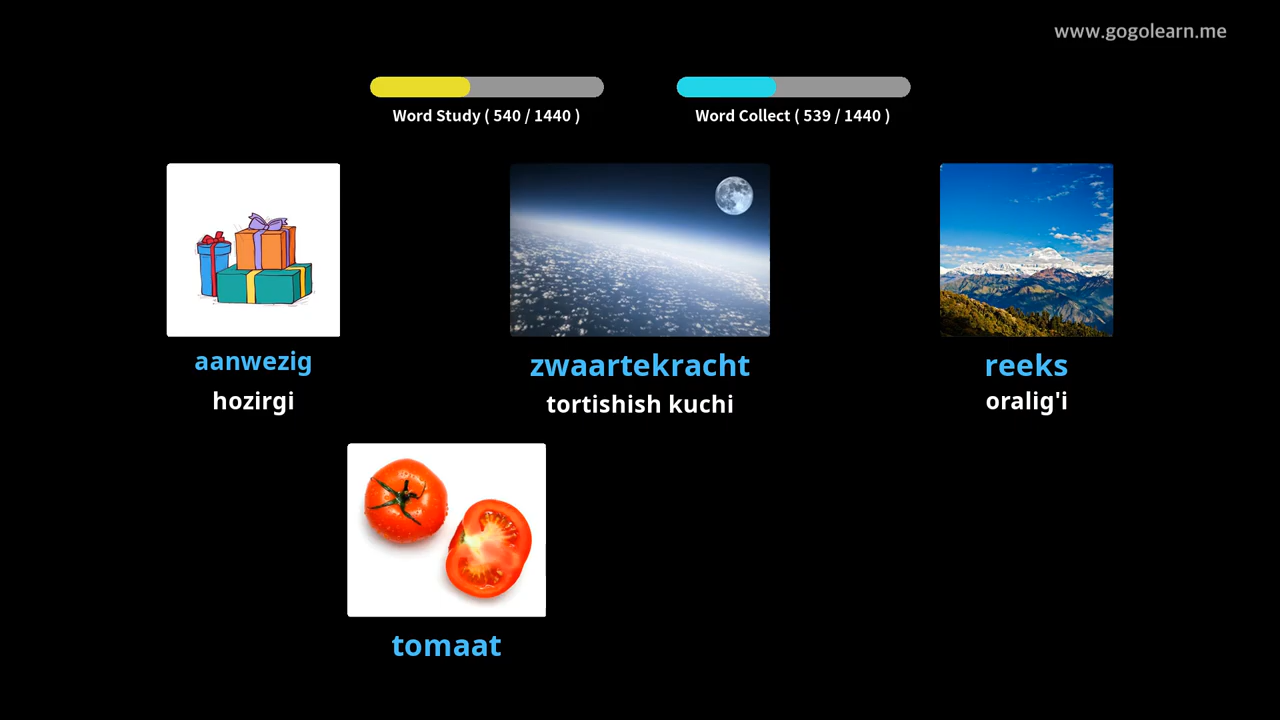 www.gogolearn.me
Word Study ( 540 / 1440 )
Word Collect ( 539 / 1440 )
aanwezig
hozirgi
zwaartekracht
tortishish kuchi
reeks
oralig'i
tomaat